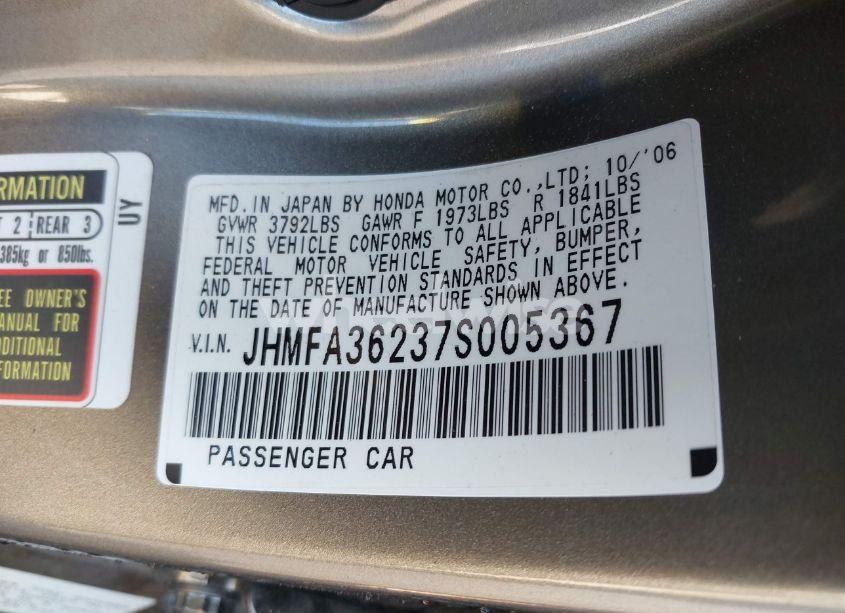 RMATION
T 2 REAR 3
385kg or 850lbs.
EE OWNER'S
ANUAL FOR
DDITIONAL
FORMATION
UY
MFD. IN JAPAN BY HONDA MOTOR CO.,LTD; 10/'06
GVWR 3792LBS GAWR F 1973LBS R 1841LBS
THIS VEHICLE CONFORMS TO ALL APPLICABLE
FEDERAL MOTOR VEHICLE SAFETY, BUMPER,
AND THEFT PREVENTION STANDARDS IN EFFECT
ON THE DATE OF MANUFACTURE SHOWN ABOVE.
V.I.N. JHMFA36237S005367
PASSENGER CAR